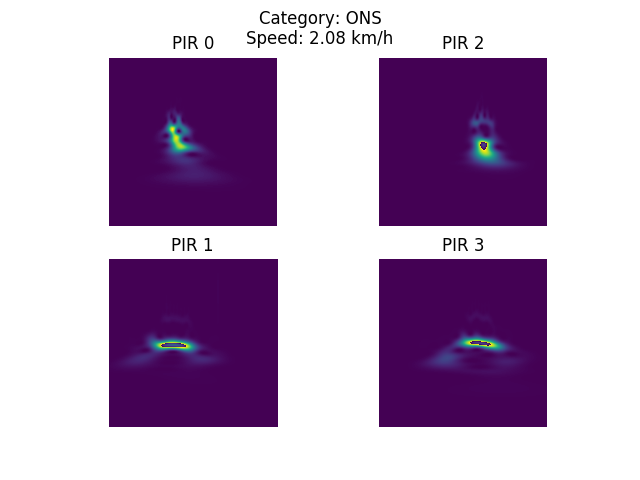 Category: ONS
Speed: 2.08 km/h
PIR 0
PIR 2
PIR 1
PIR 3